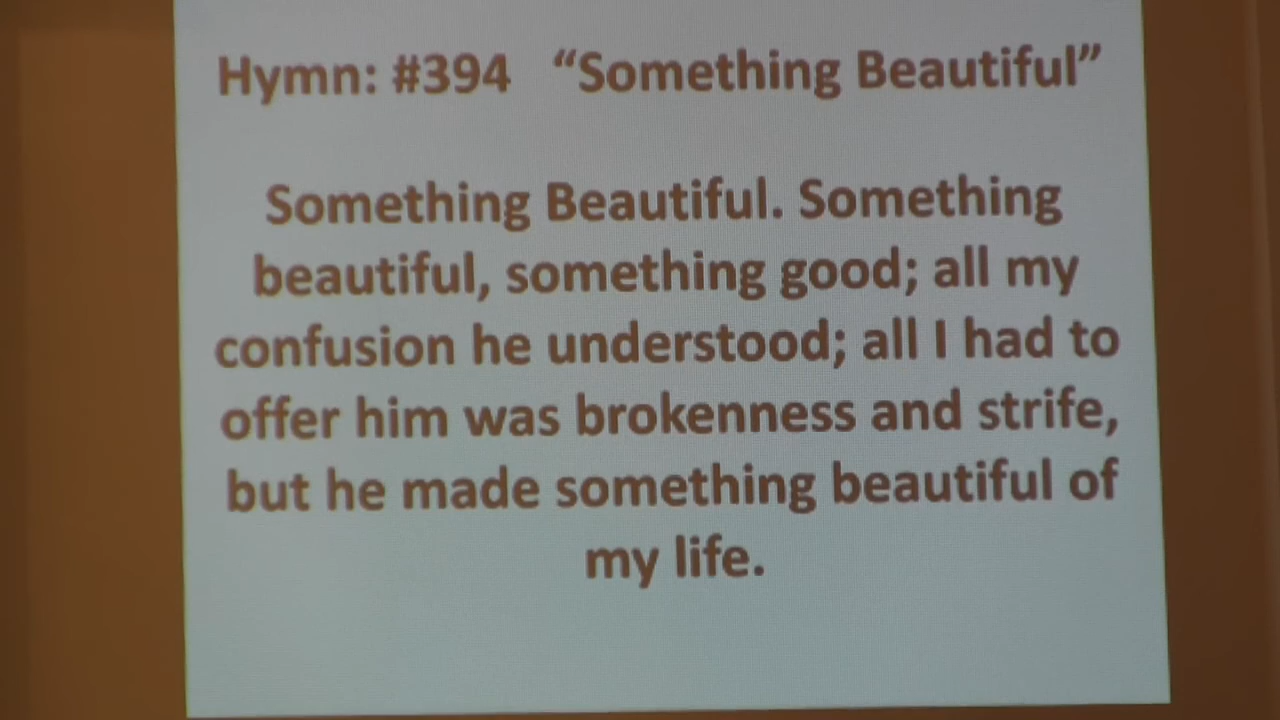 Hymn: #394 “Something Beautiful”
Something Beautiful. Something
beautiful, something good; all my
confusion he understood; all I had to
offer him was brokenness and strife,
but he made something beautiful of
my life.